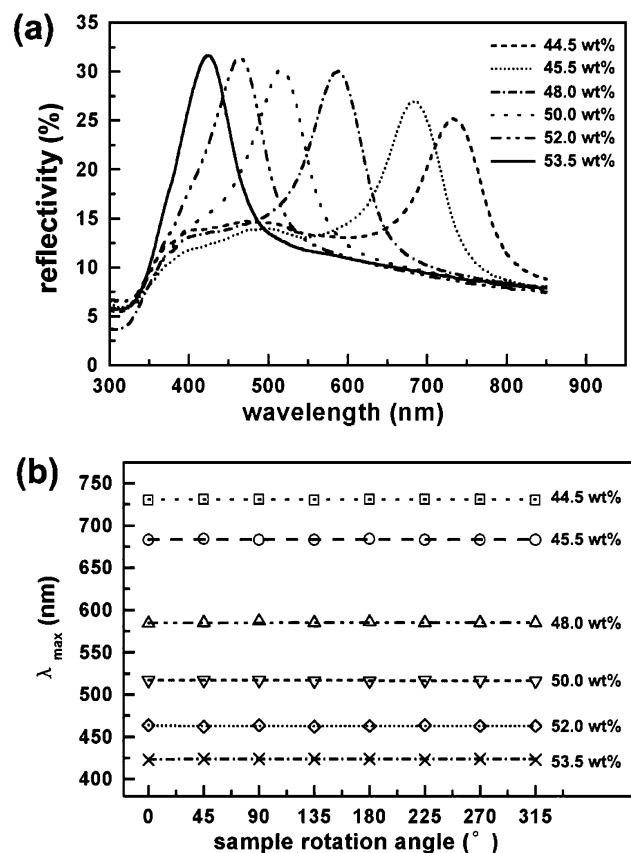 (a)
35
30
25
20
15
10
5
0
reflectivity (%)
44.5 wt%
45.5 wt%
48.0 wt%
50.0 wt%
52.0 wt%
53.5 wt%
300 400 500 600 700 800 900
wavelength (nm)
(b)
750
700
650
600
550
500
450
400
λmax (nm)
44.5 wt%
45.5 wt%
48.0 wt%
50.0 wt%
52.0 wt%
53.5 wt%
0 45 90 135 180 225 270 315
sample rotation angle (°)